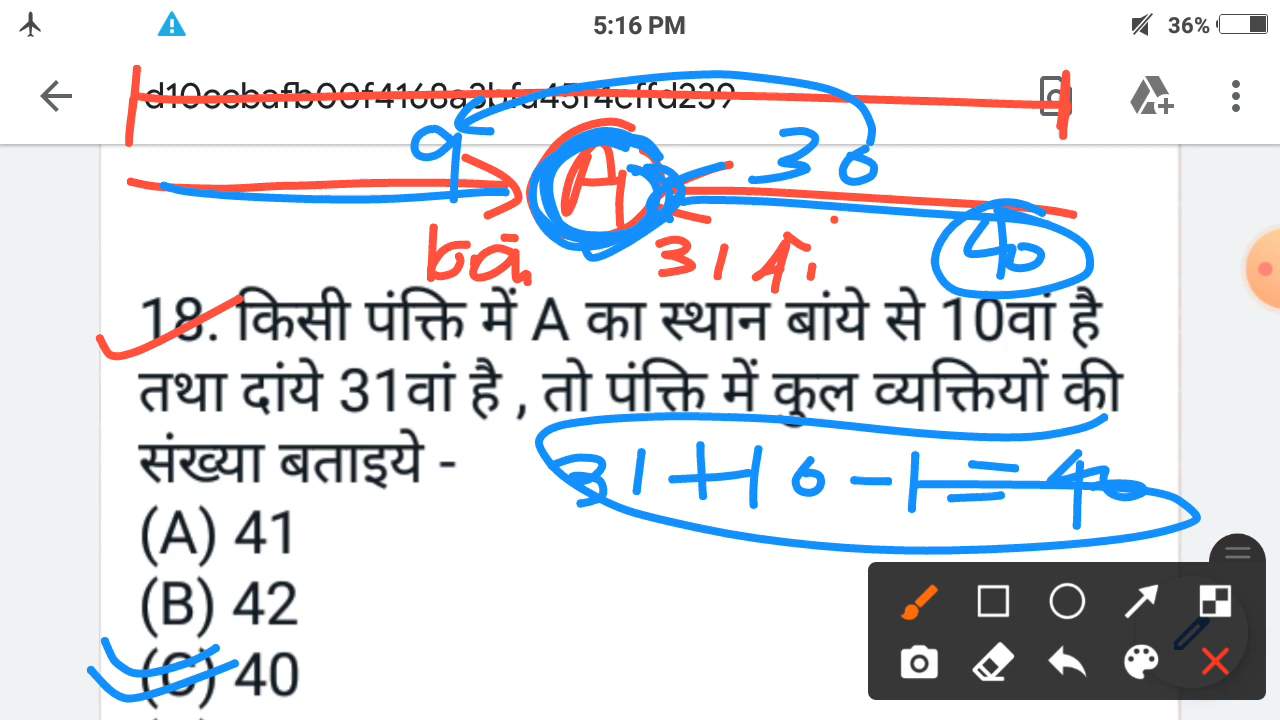 5:16 PM
36%
d10ccbafb00f4168a3bfd45f4cffd239
9 A 30
31 वां
40
18. किसी पंक्ति में A का स्थान बांये से 10वां है
तथा दांये 31वां है , तो पंक्ति में कुल व्यक्तियों की
संख्या बताइये -
31+10-1=40
(A) 41
(B) 42
(C) 40